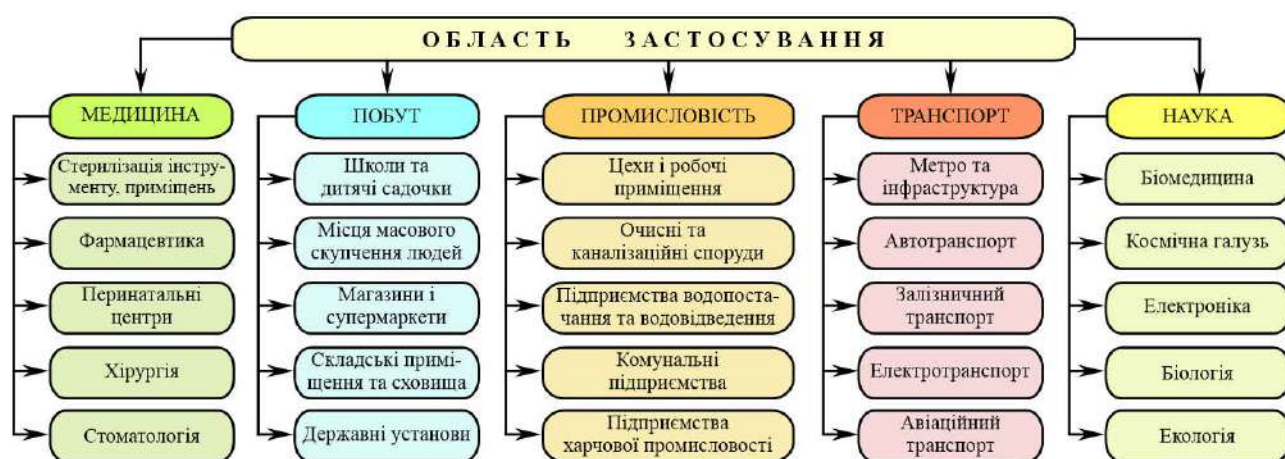 ОБЛАСТЬ ЗАСТОСУВАННЯ
МЕДИЦИНА
Стерилізація інстру-
менту, приміщень
Фармацевтика
Перинатальні
центри
Хірургія
Стоматологія
ПОБУТ
Школи та
дитячі садочки
Місця масового
скупчення людей
Магазини і
супермаркети
Складські примі-
щення та сховища
Державні установи
ПРОМИСЛОВІСТЬ
Цехи і робочі
приміщення
Очисні та
каналізаційні споруди
Підприємства водопоста-
чання та водовідведення
Комунальні
підприємства
Підприємства
харчової промисловості
ТРАНСПОРТ
Метро та
інфраструктура
Автотранспорт
Залізничний
транспорт
Електротранспорт
Авіаційний
транспорт
НАУКА
Біомедицина
Космічна галузь
Електроніка
Біологія
Екологія